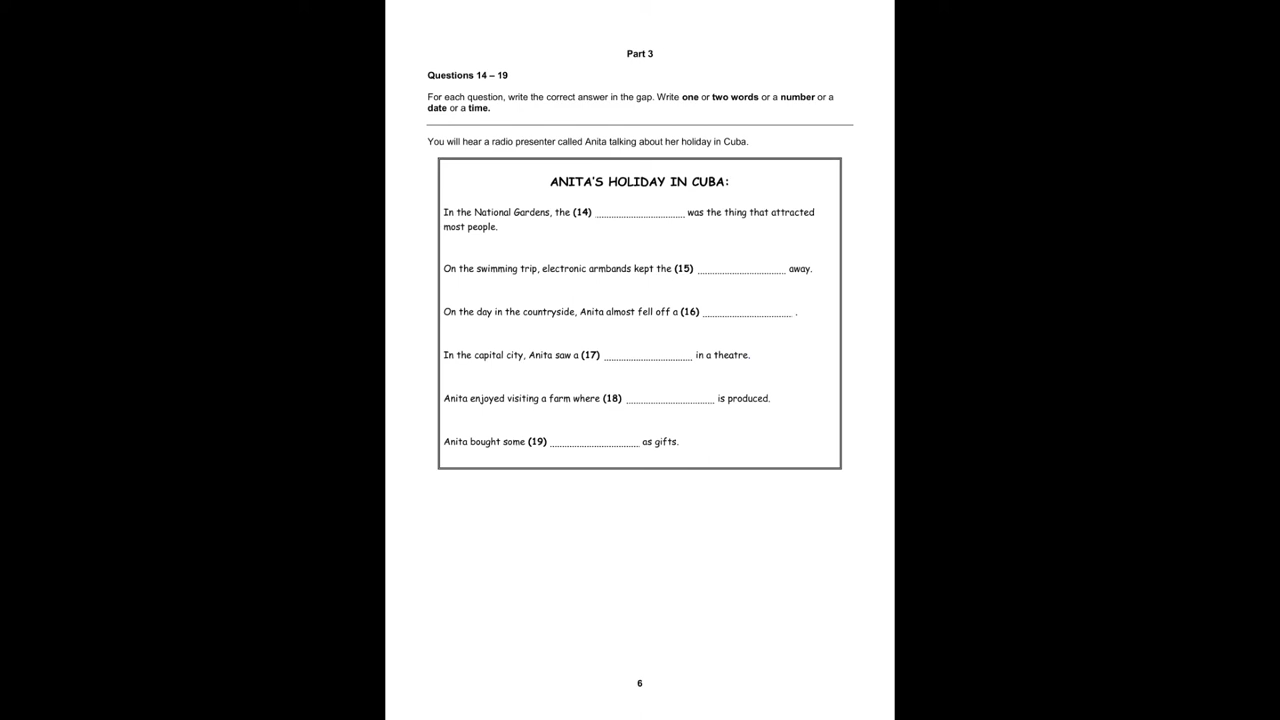 Part 3
Questions 14 – 19
For each question, write the correct answer in the gap. Write one or two words or a number or a
date or a time.
You will hear a radio presenter called Anita talking about her holiday in Cuba.
ANITA'S HOLIDAY IN CUBA:
In the National Gardens, the (14) .............................. was the thing that attracted
most people.
On the swimming trip, electronic armbands kept the (15) .............................. away.
On the day in the countryside, Anita almost fell off a (16) .............................. .
In the capital city, Anita saw a (17) .............................. in a theatre.
Anita enjoyed visiting a farm where (18) .............................. is produced.
Anita bought some (19) .............................. as gifts.
6